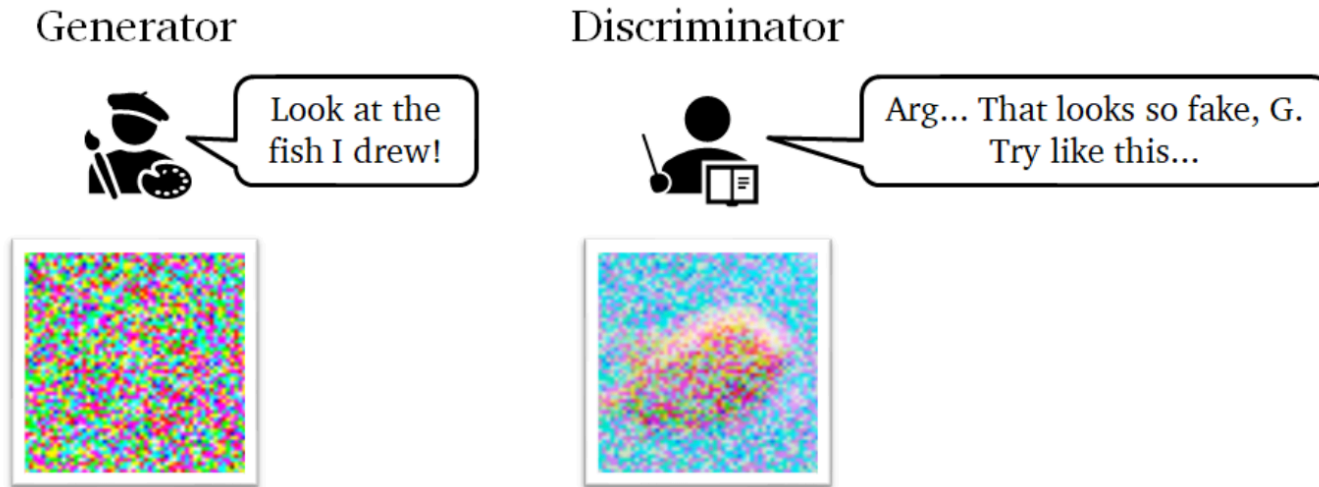 Generator
Discriminator
Look at the
fish I drew!
Arg... That looks so fake, G.
Try like this...